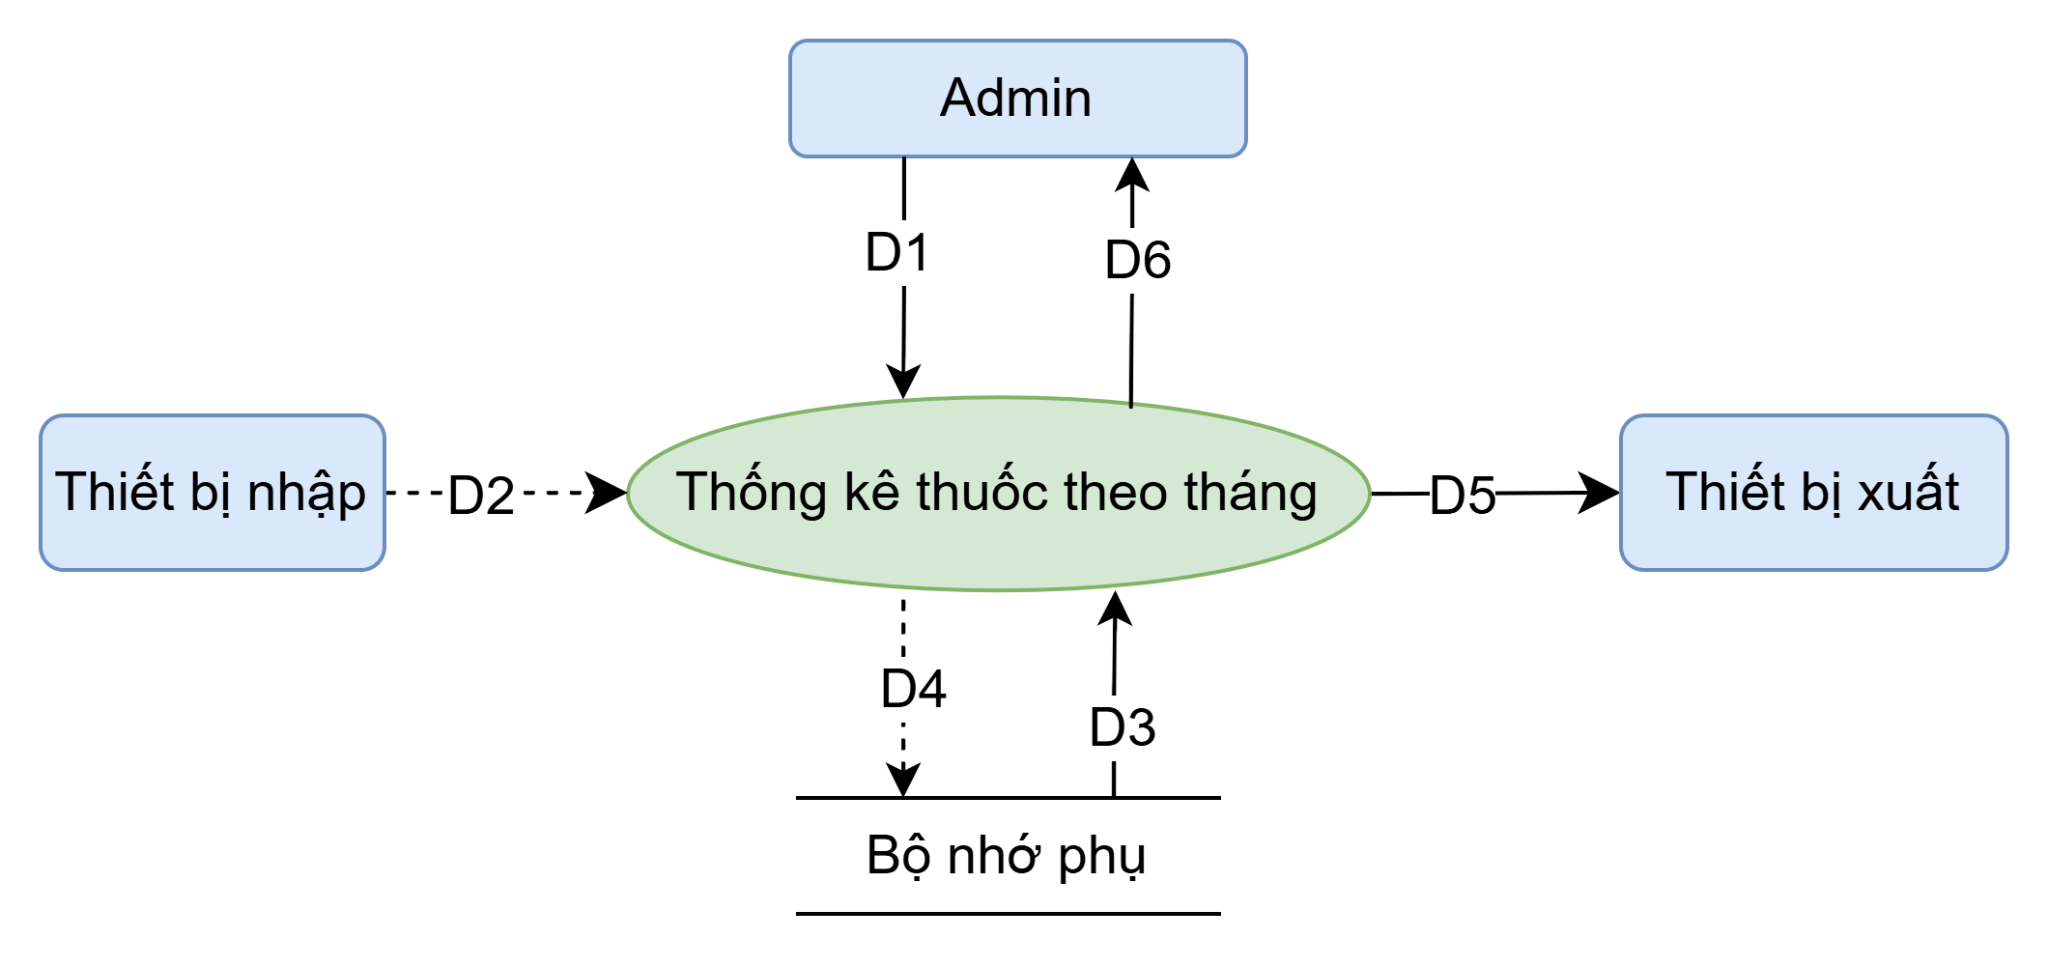 Admin
D1
D6
Thiết bị nhập
D2
Thống kê thuốc theo tháng
D5
Thiết bị xuất
D4
D3
Bộ nhớ phụ